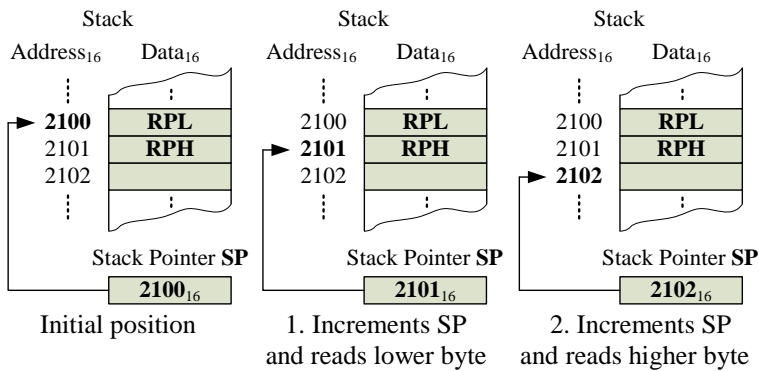 Stack Stack Stack
Address₁₆ Data₁₆ Address₁₆ Data₁₆ Address₁₆ Data₁₆
2100 RPL 2100 RPL 2100 RPL
2101 RPH 2101 RPH 2101 RPH
2102 2102 2102
Stack Pointer SP Stack Pointer SP Stack Pointer SP
2100₁₆ 2101₁₆ 2102₁₆
Initial position 1. Increments SP 2. Increments SP
and reads lower byte and reads higher byte